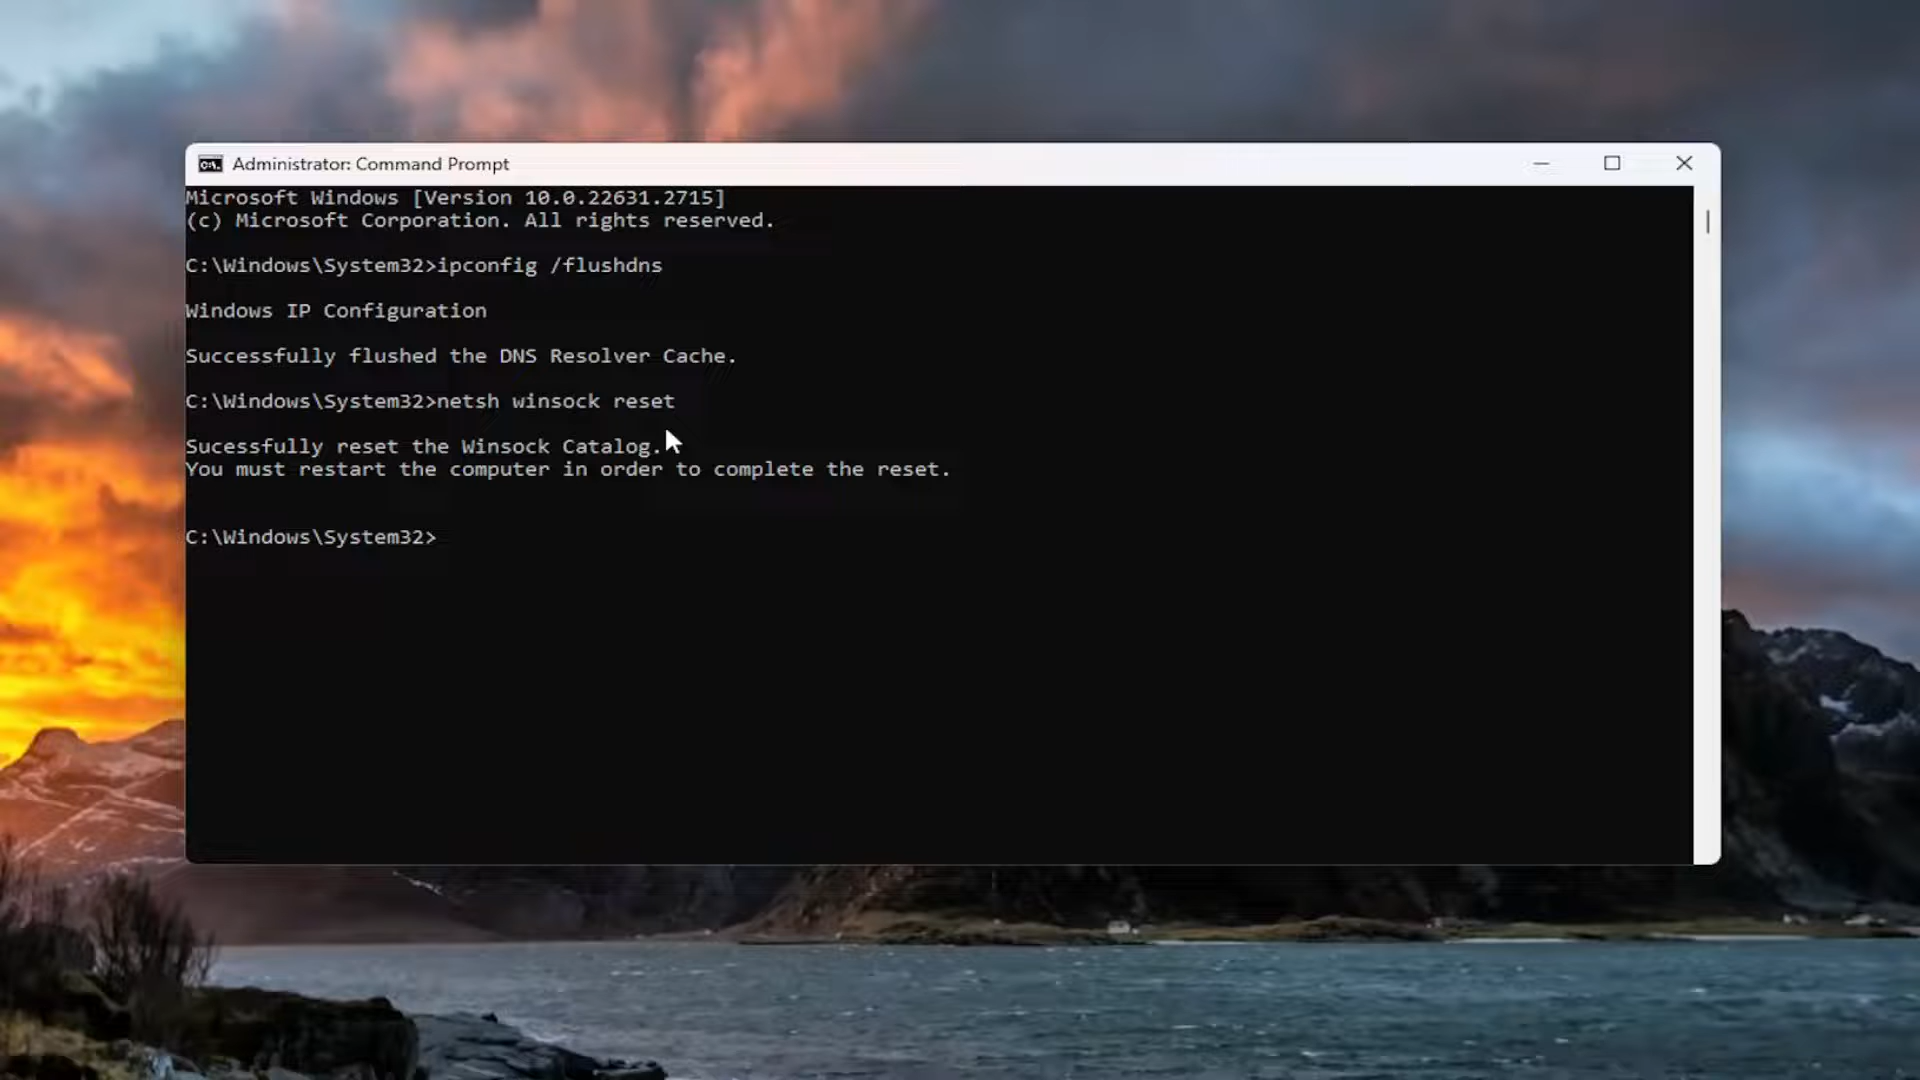 Administrator: Command Prompt
Microsoft Windows [Version 10.0.22631.2715]
(c) Microsoft Corporation. All rights reserved.
C:\Windows\System32>ipconfig /flushdns
Windows IP Configuration
Successfully flushed the DNS Resolver Cache.
C:\Windows\System32>netsh winsock reset
Sucessfully reset the Winsock Catalog.
You must restart the computer in order to complete the reset.
C:\Windows\System32>